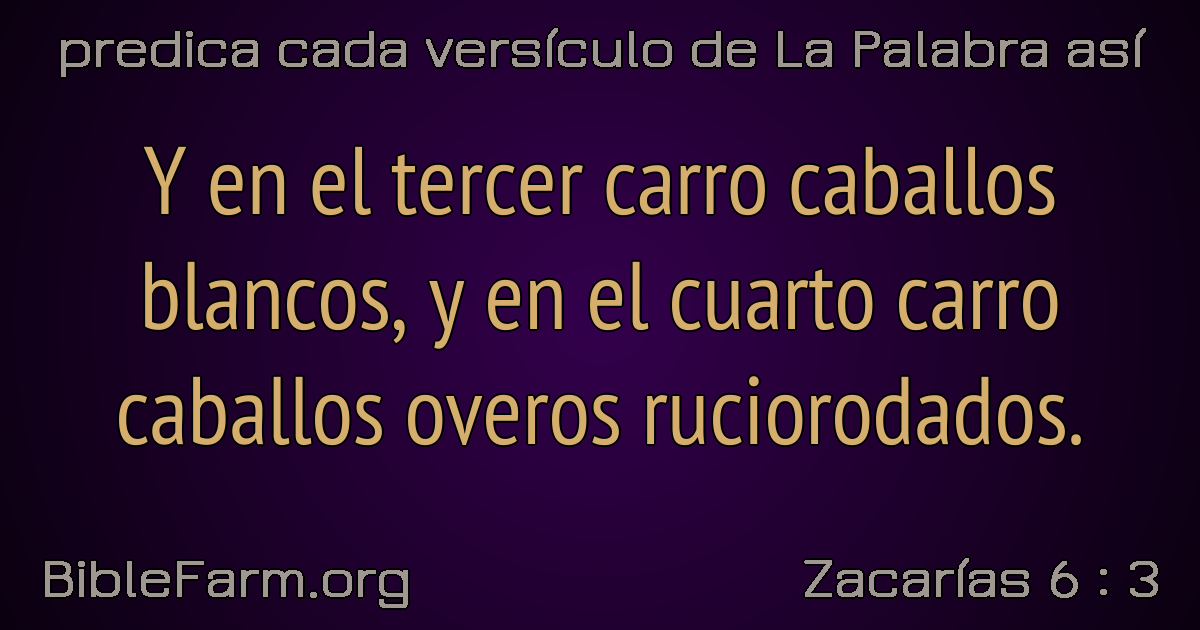 predica cada versículo de La Palabra así
Y en el tercer carro caballos
blancos, y en el cuarto carro
caballos overos ruciorodados.
BibleFarm.org
Zacarías 6 : 3